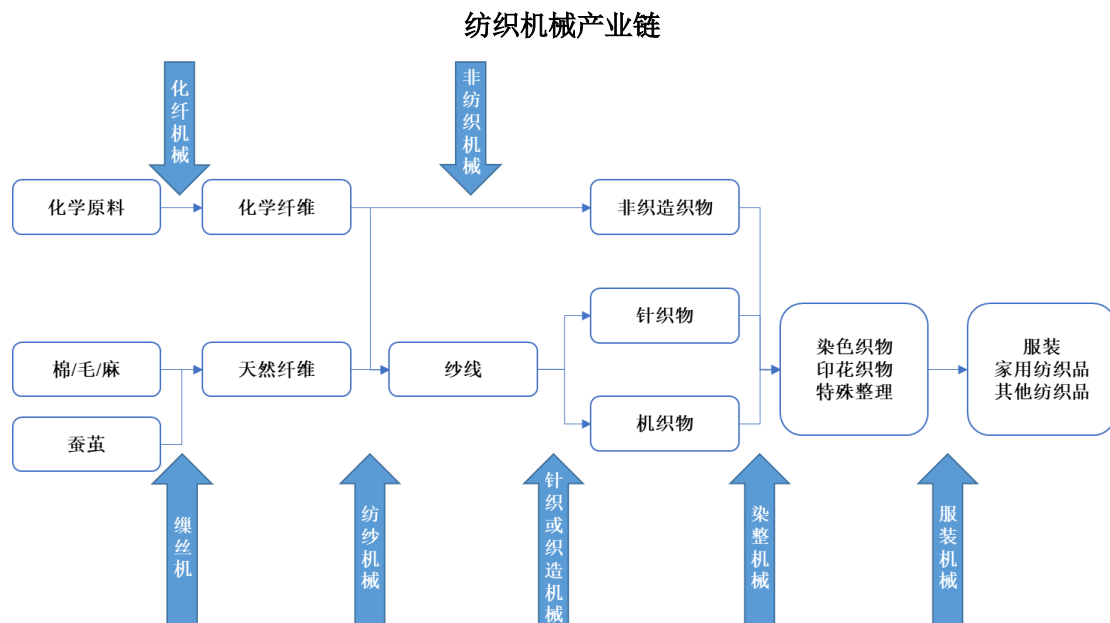 纺织机械产业链
化纤机械
非纺织机械
化学原料
化学纤维
非织造织物
针织物
棉/毛/麻
天然纤维
纱线
染色织物
印花织物
特殊整理
服装
家用纺织品
其他纺织品
机织物
蚕茧
缫丝机
纺纱机械
针织或织造机械
染整机械
服装机械